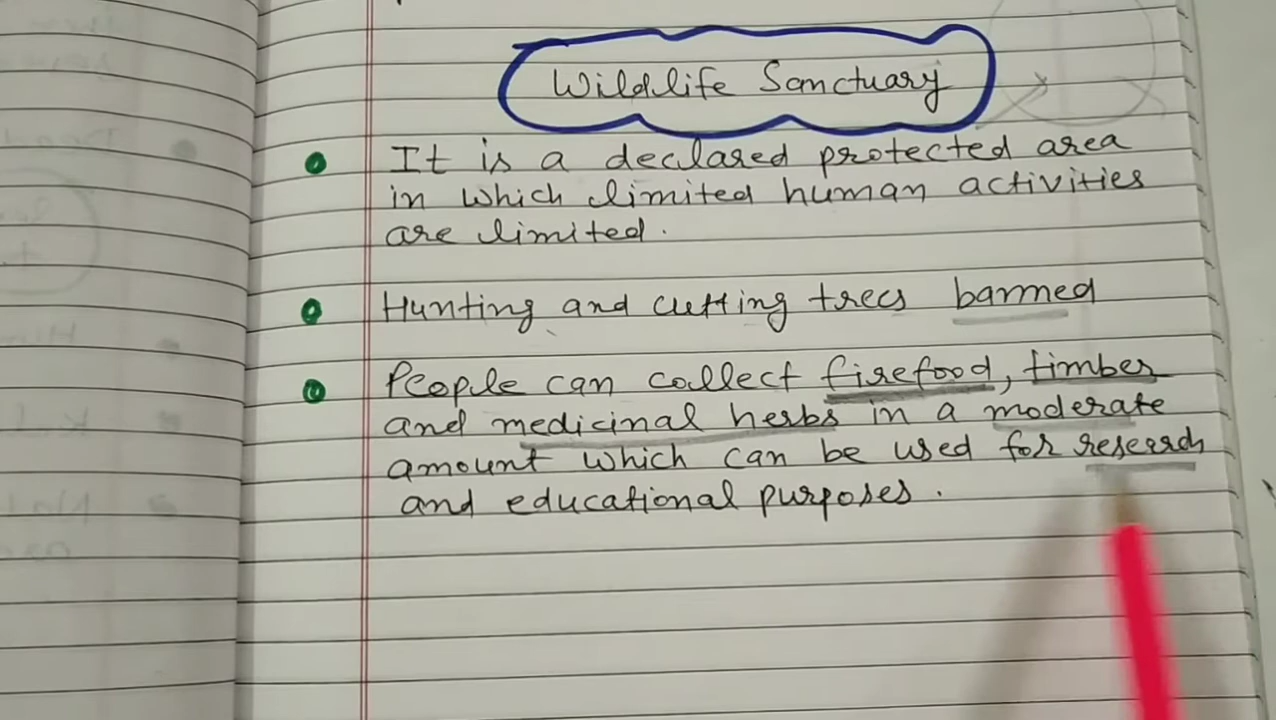 Wildlife Sanctuary
It is a declared protected area
in which limited human activities
are limited.
Hunting and cutting trees banned
People can collect firefood, timber
and medicinal herbs in a moderate
amount which can be used for research
and educational purposes.